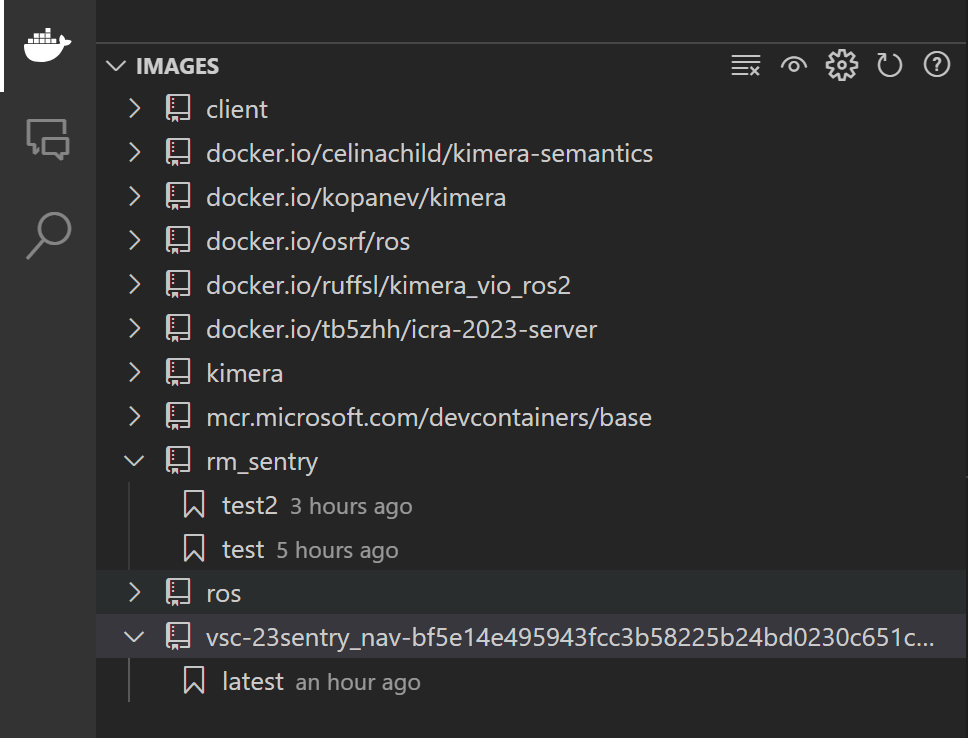 IMAGES
client
docker.io/celinachild/kimera-semantics
docker.io/kopanev/kimera
docker.io/osrf/ros
docker.io/ruffsl/kimera_vio_ros2
docker.io/tb5zhh/icra-2023-server
kimera
mcr.microsoft.com/devcontainers/base
rm_sentry
test2 3 hours ago
test 5 hours ago
ros
vsc-23sentry_nav-bf5e14e495943fcc3b58225b24bd0230c651c...
latest an hour ago